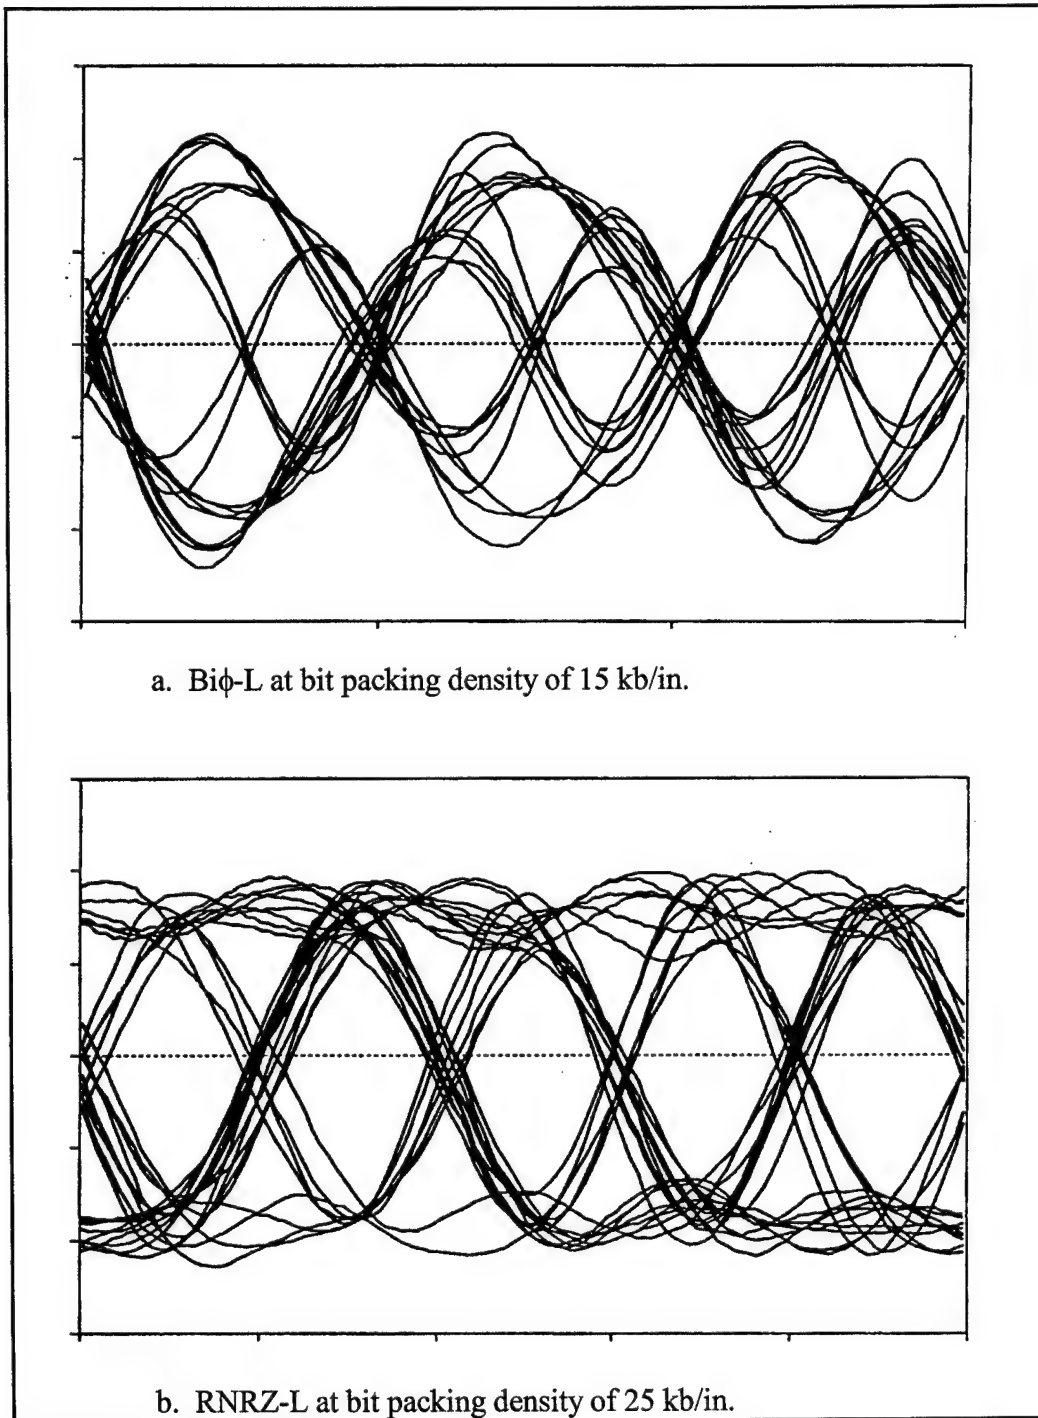 a. Biϕ-L at bit packing density of 15 kb/in.
b. RNRZ-L at bit packing density of 25 kb/in.